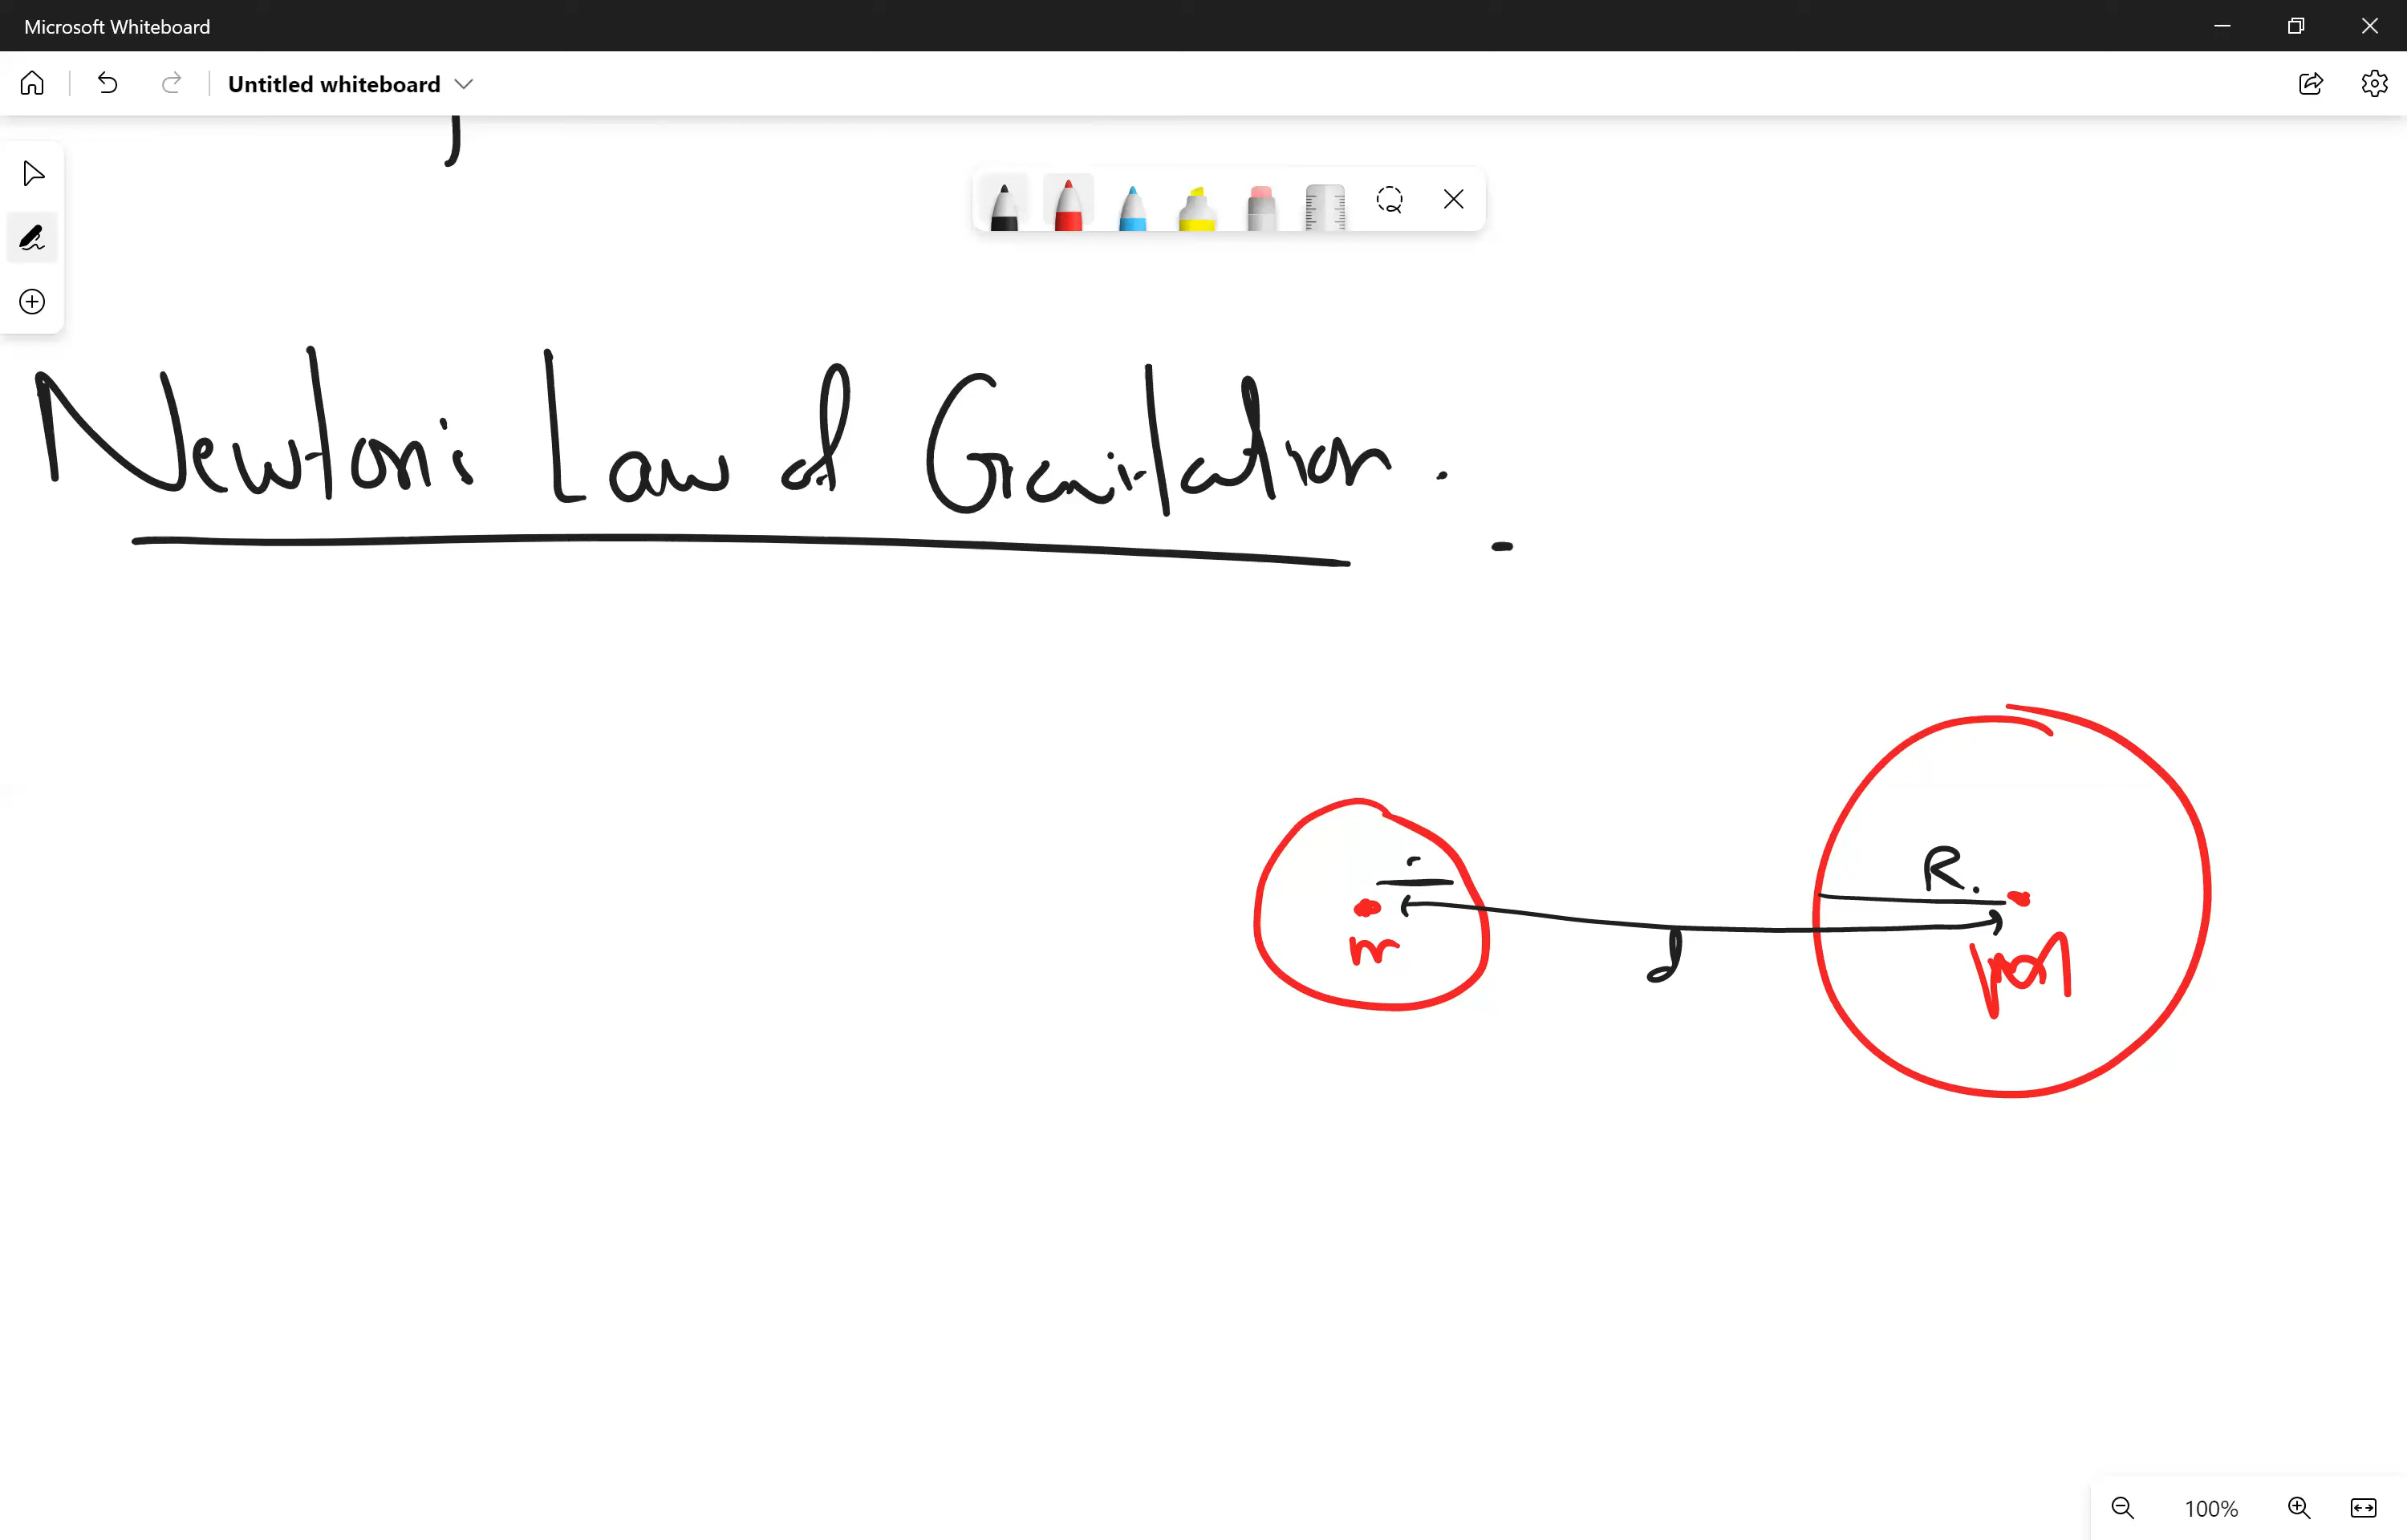 Microsoft Whiteboard
Untitled whiteboard
Newton's Law of Gravitation.
r
R.
m
d
M
100%